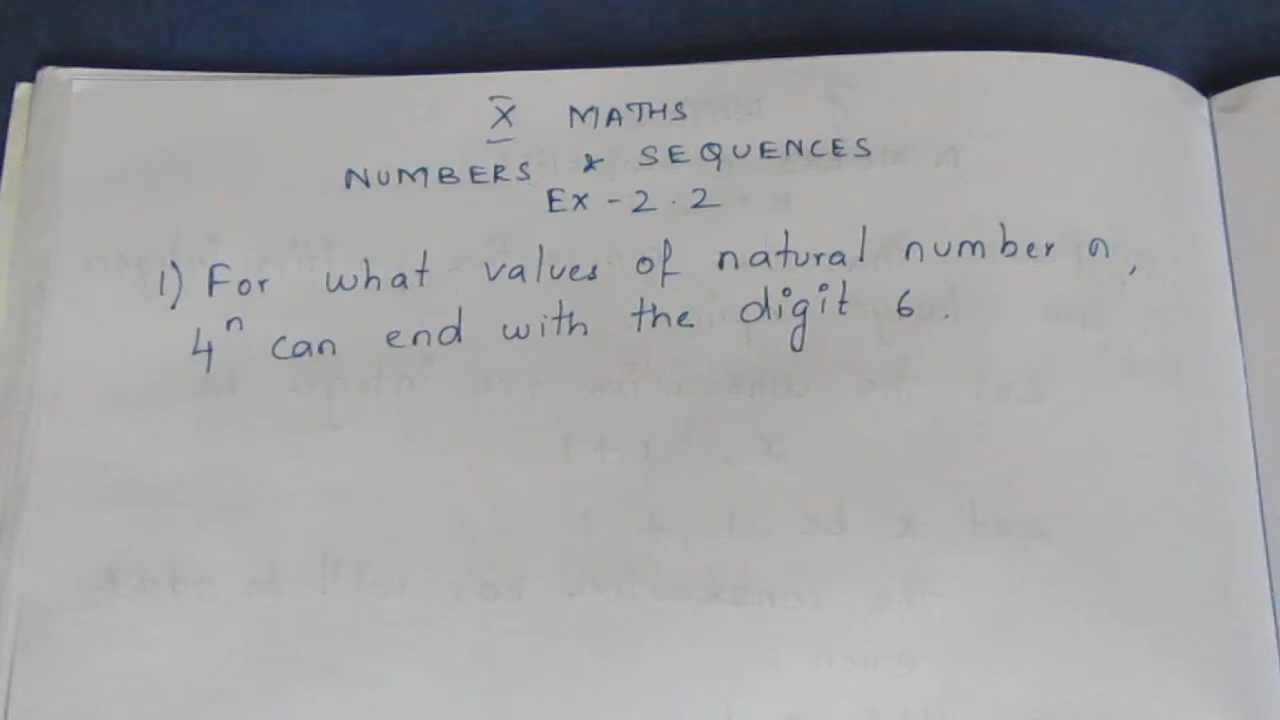 X MATHS
NUMBERS & SEQUENCES
Ex - 2.2
1) For what values of natural number n,
4ⁿ can end with the digit 6.